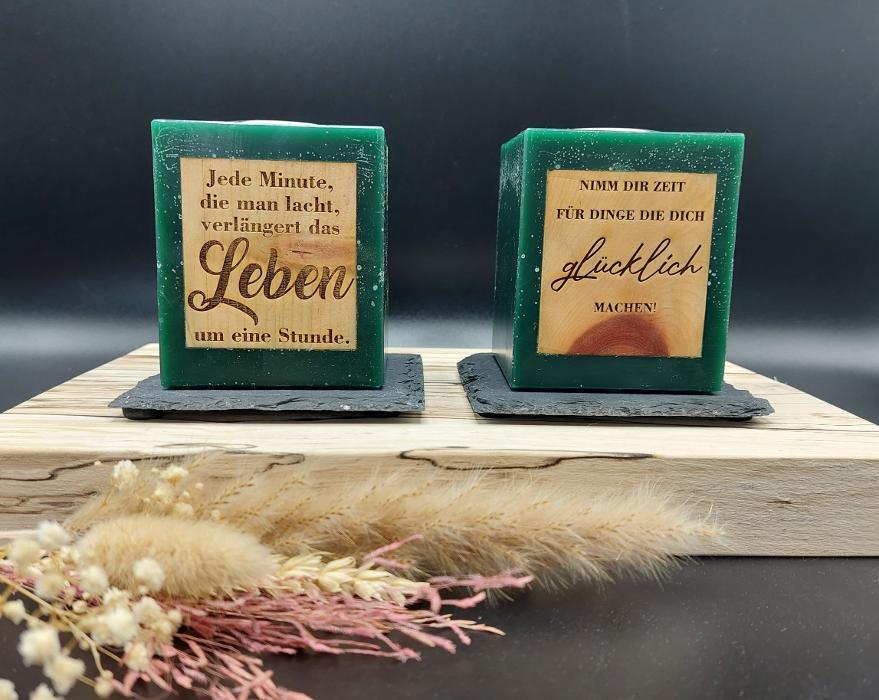 Jede Minute,
die man lacht,
verlängert das
Leben
um eine Stunde.
NIMM DIR ZEIT
FÜR DINGE DIE DICH
glücklich
MACHEN!